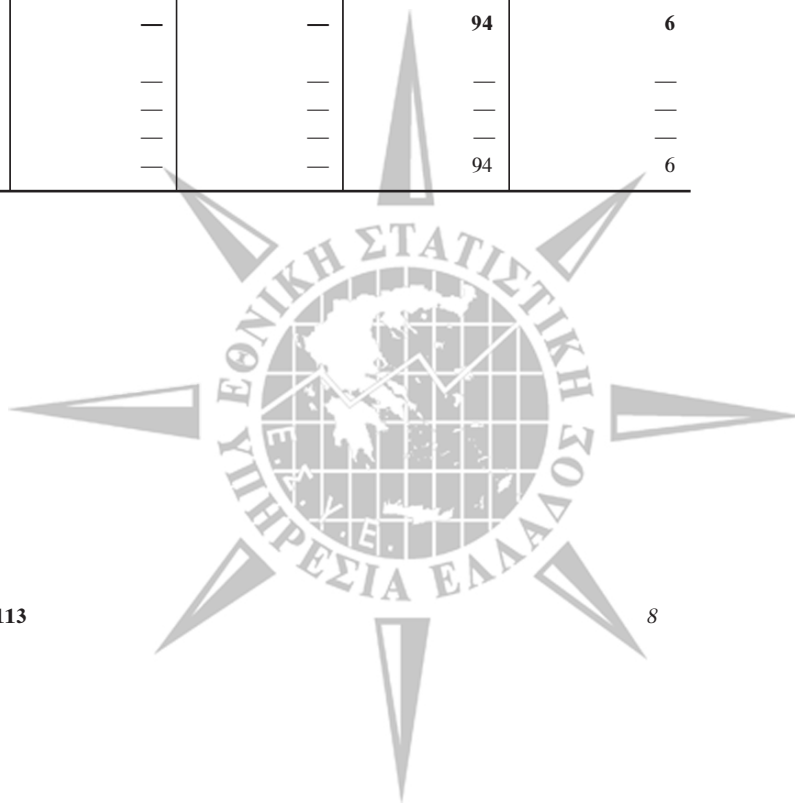 — — 94 6
— — — —
— — — —
— — — —
— — 94 6
ΕΘΝΙΚΗ ΣΤΑΤΙΣΤΙΚΗ
ΥΠΗΡΕΣΙΑ ΕΛΛΑΔΟΣ
Ε.Σ.Υ.Ε.
113 8